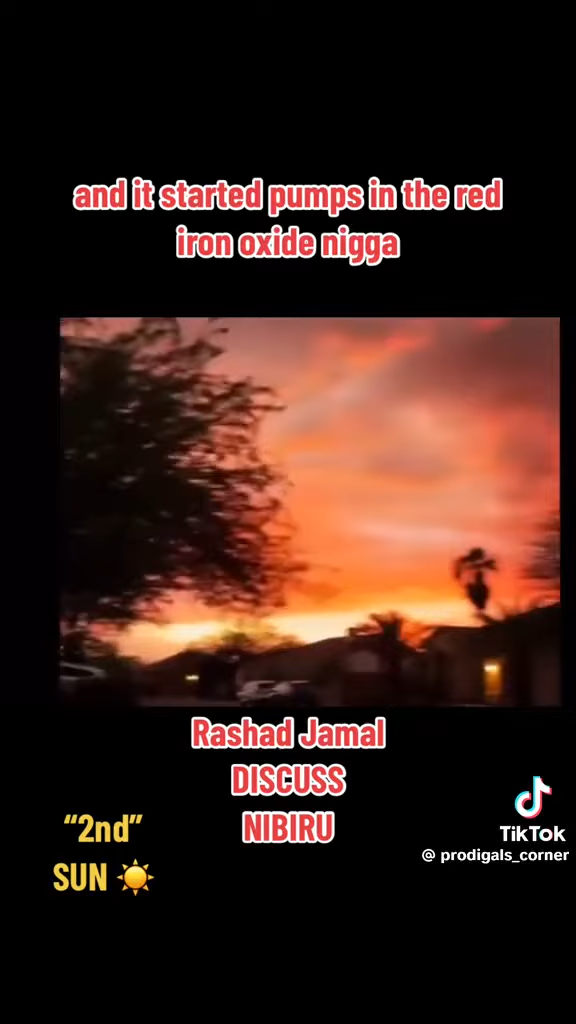 and it started pumps in the red
iron oxide nigga
Rashad Jamal
DISCUSS
NIBIRU
“2nd”
SUN ☀️
TikTok
@ prodigals_corner